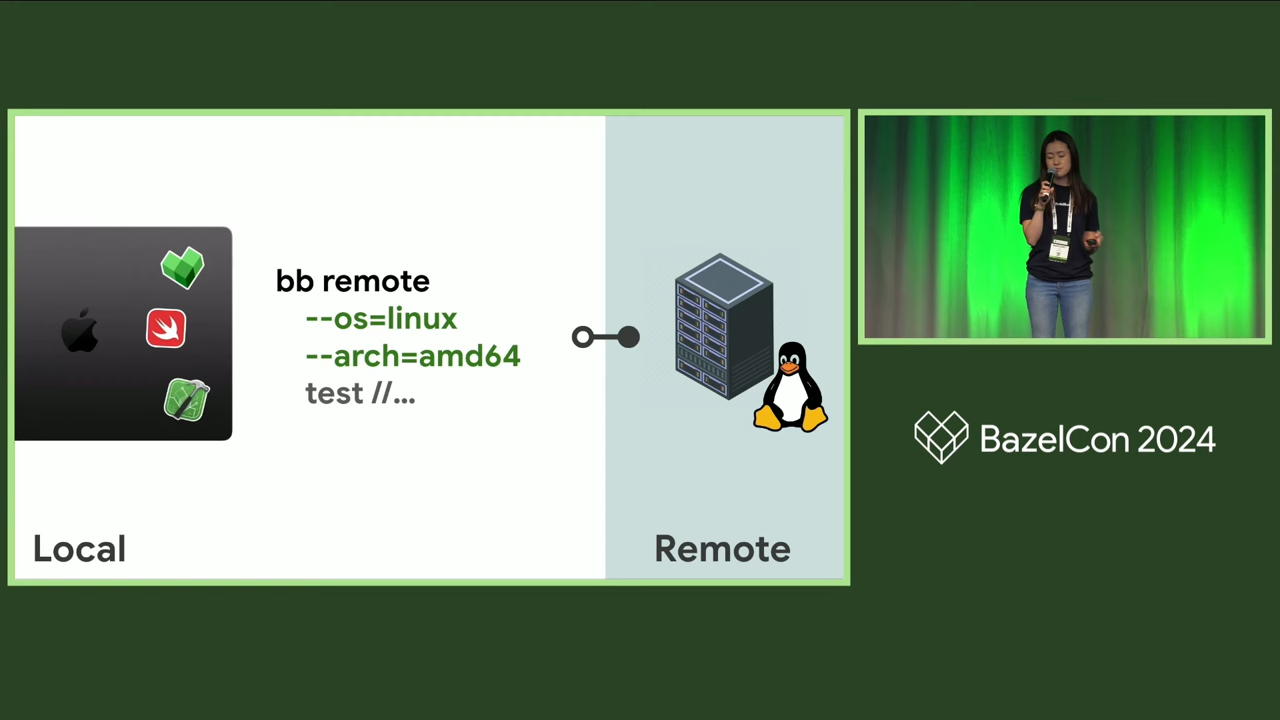 bb remote
--os=linux
--arch=amd64
test //...
Local
Remote
BazelCon 2024